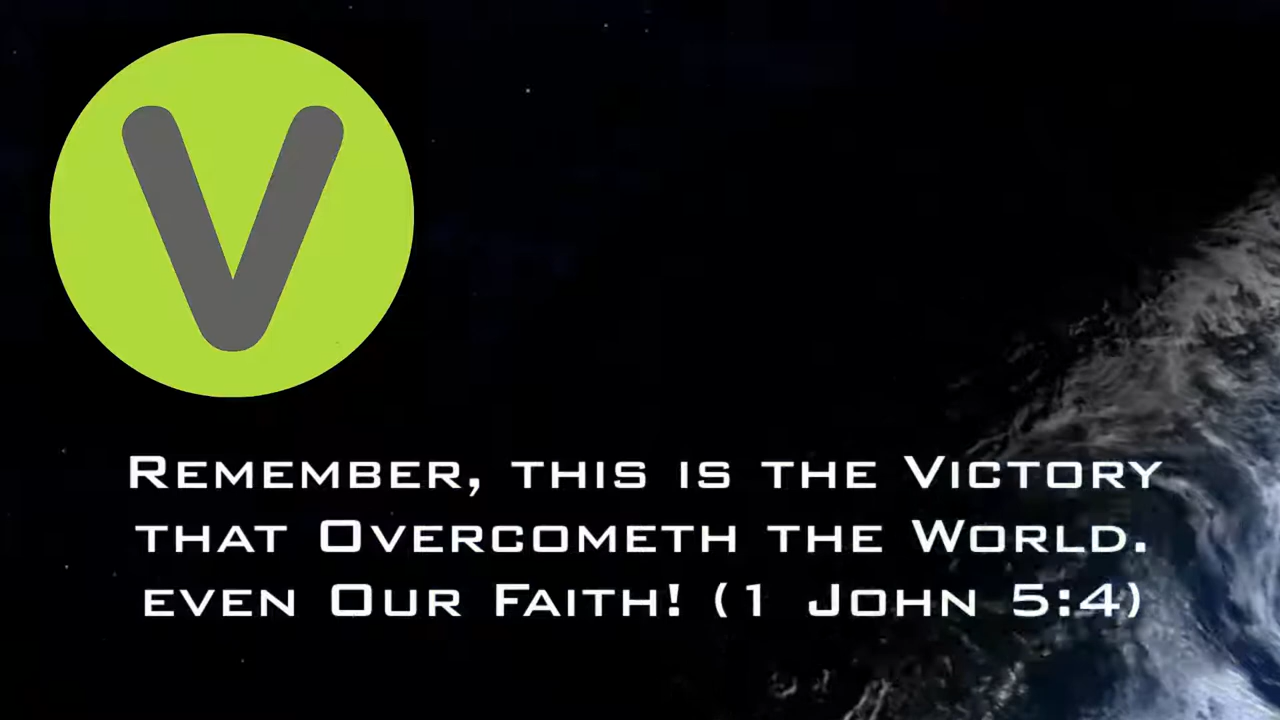 V
Remember, this is the Victory
that Overcometh the World.
even Our Faith! (1 John 5:4)